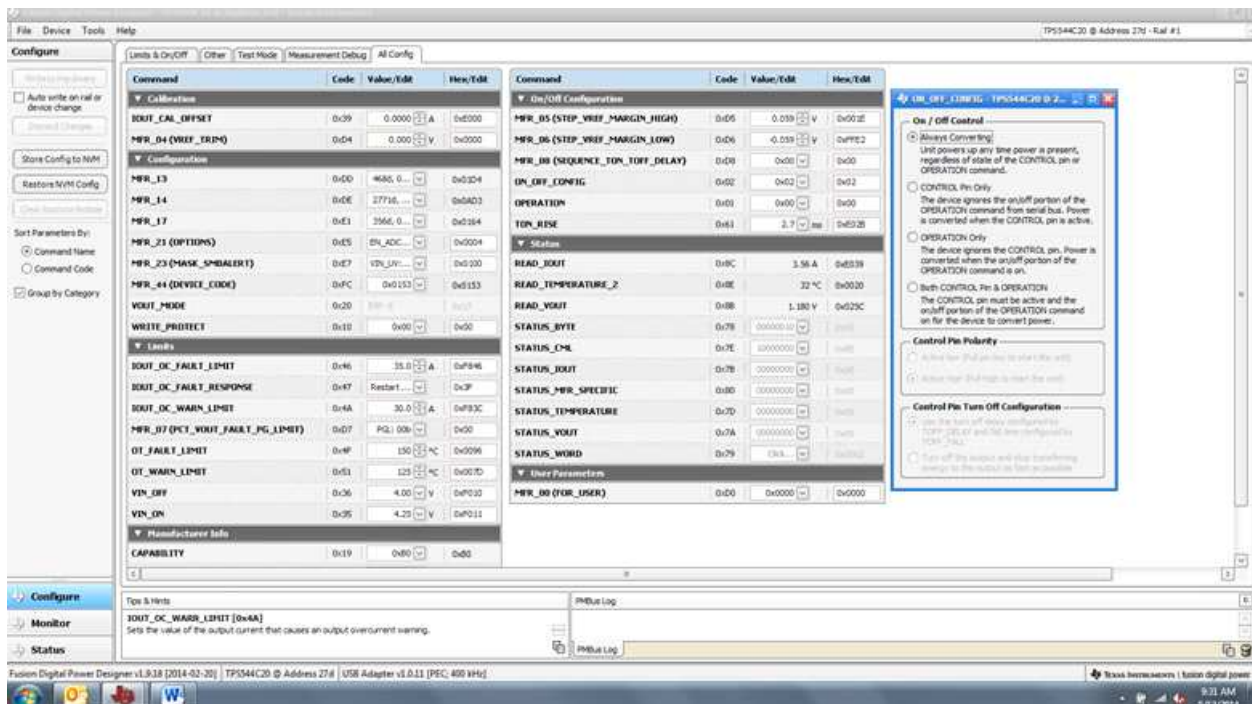 File Device Tools Help
TPS544C20 @ Address 27d - Rail #1
Configure
Auto write on rail or device change
Store Config to NVM
Restore NVM Config
Sort Parameters By:
Command Name
Command Code
Group by Category
Configure
Monitor
Status
Limits & On/Off Other Test Mode Measurement Debug All Config
Command Code Value/Edit Hex/Edit
Calibration
IOUT_CAL_OFFSET 0x39 0.0000 A 0xE000
MFR_04 (VREF_TRIM) 0xD4 0.000 V 0x0000
Configuration
MFR_13 0xDD 0x01D4
MFR_14 0xDE 0x0AD3
MFR_17 0xE1 0x0164
MFR_21 (OPTIONS) 0xE5 EN_ADC... 0x0004
MFR_23 (MASK_SMBALERT) 0xE7 VIN_UV:... 0x0100
MFR_44 (DEVICE_CODE) 0xFC 0x0153 0x0153
VOUT_MODE 0x20
WRITE_PROTECT 0x10 0x00 0x00
Limits
IOUT_OC_FAULT_LIMIT 0x46 35.0 A 0xF846
IOUT_OC_FAULT_RESPONSE 0x47 Restart ... 0x3F
IOUT_OC_WARN_LIMIT 0x4A 30.0 A 0xF83C
MFR_07 (PCT_VOUT_FAULT_PG_LIMIT) 0xD7 0x00
OT_FAULT_LIMIT 0x4F 150 °C 0x0096
OT_WARN_LIMIT 0x51 125 °C 0x007D
VIN_OFF 0x36 4.00 V 0xF010
VIN_ON 0x35 4.25 V 0xF011
Manufacturer Info
CAPABILITY 0x19 0xB0 0xB0
Command Code Value/Edit Hex/Edit
On/Off Configuration
MFR_05 (STEP_VREF_MARGIN_HIGH) 0xD5 0.059 V 0x001E
MFR_06 (STEP_VREF_MARGIN_LOW) 0xD6 -0.059 V 0xFFE2
MFR_08 (SEQUENCE_TON_TOFF_DELAY) 0xD8 0x00 0x00
ON_OFF_CONFIG 0x02 0x02 0x02
OPERATION 0x01 0x00 0x00
TON_RISE 0x61 2.7 ms 0xE02B
Status
READ_IOUT 0x8C 3.56 A 0xE039
READ_TEMPERATURE_2 0x8E 32 °C 0x0020
READ_VOUT 0x8B 1.180 V 0x025C
STATUS_BYTE 0x78
STATUS_CML 0x7E
STATUS_IOUT 0x7B 00000000
STATUS_MFR_SPECIFIC 0x80 00000000
STATUS_TEMPERATURE 0x7D 00000000
STATUS_VOUT 0x7A 00000000
STATUS_WORD 0x79 Click...
User Parameters
MFR_00 (FOR_USER) 0xD0 0x0000 0x0000
ON_OFF_CONFIG - TPS544C20 @ 2...
On / Off Control
Always Converting
Unit powers up any time power is present,
regardless of state of the CONTROL pin or
OPERATION command.
CONTROL Pin Only
The device ignores the on/off portion of the
OPERATION command from serial bus. Power
is converted when the CONTROL pin is active.
OPERATION Only
The device ignores the CONTROL pin. Power is
converted when the on/off portion of the
OPERATION command is on.
Both CONTROL Pin & OPERATION
The CONTROL pin must be active and the
on/off portion of the OPERATION command
on for the device to convert power.
Control Pin Polarity
Control Pin Turn Off Configuration
Tips & Hints
IOUT_OC_WARN_LIMIT [0x4A]
Sets the value of the output current that causes an output overcurrent warning.
PMBus Log
PMBus Log
Fusion Digital Power Designer v1.9.18 [2014-02-20] TPS544C20 @ Address 27d USB Adapter v1.0.11 [PEC; 400 kHz]
Texas Instruments | fusion digital power
9:31 AM